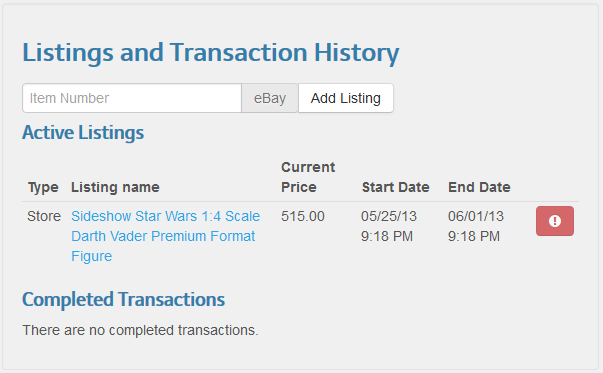 Listings and Transaction History
Item Number eBay Add Listing
Active Listings
Type Listing name Current Price Start Date End Date
Store Sideshow Star Wars 1:4 Scale 515.00 05/25/13 06/01/13
Darth Vader Premium Format 9:18 PM 9:18 PM
Figure
Completed Transactions
There are no completed transactions.